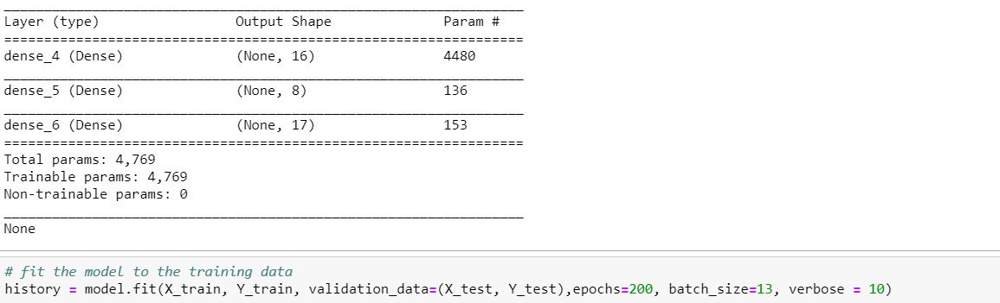 _________________________________________________________________
Layer (type)                 Output Shape              Param #
=================================================================
dense_4 (Dense)              (None, 16)                4480
_________________________________________________________________
dense_5 (Dense)              (None, 8)                 136
_________________________________________________________________
dense_6 (Dense)              (None, 17)                153
=================================================================
Total params: 4,769
Trainable params: 4,769
Non-trainable params: 0
_________________________________________________________________
None
# fit the model to the training data
history = model.fit(X_train, Y_train, validation_data=(X_test, Y_test),epochs=200, batch_size=13, verbose = 10)